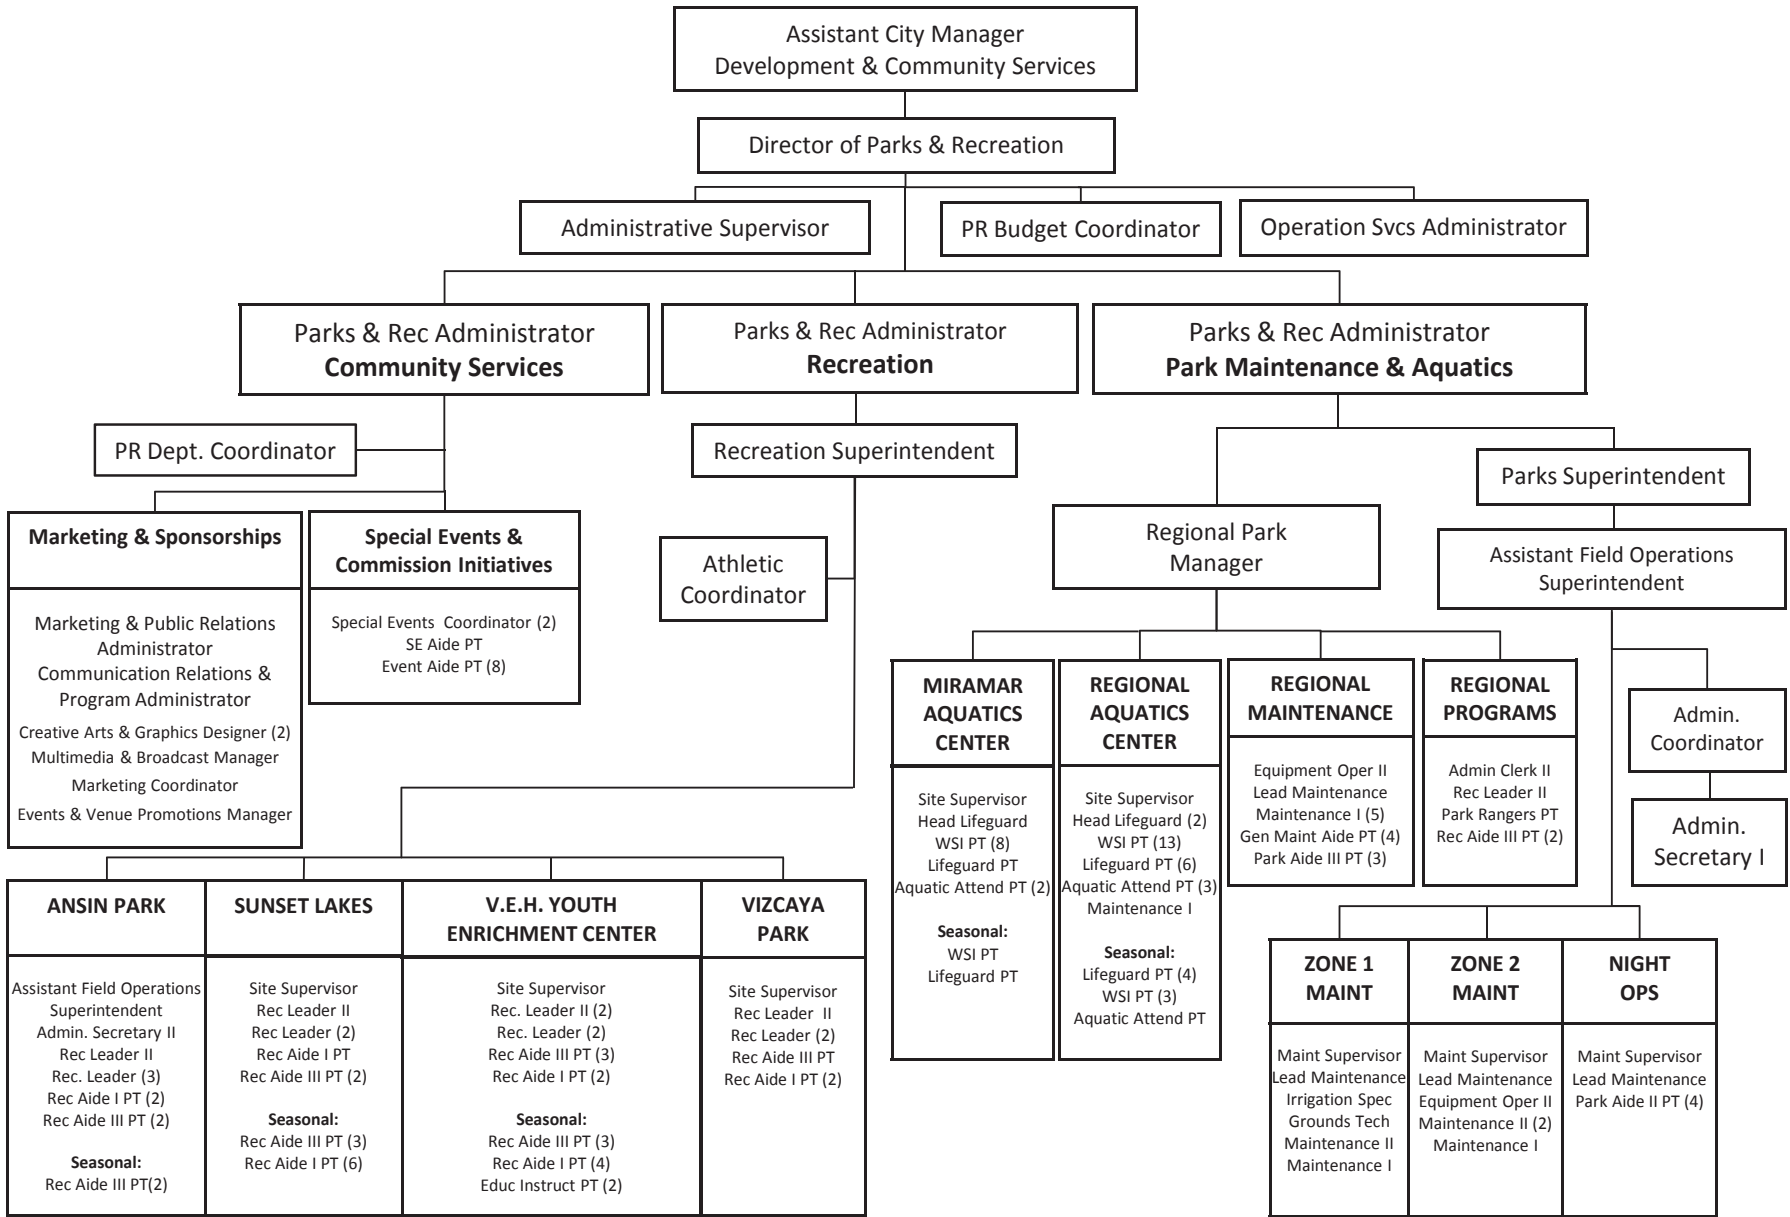 Assistant City Manager
Development & Community Services
Director of Parks & Recreation
Administrative Supervisor
PR Budget Coordinator
Operation Svcs Administrator
Parks & Rec Administrator
Community Services
Parks & Rec Administrator
Recreation
Parks & Rec Administrator
Park Maintenance & Aquatics
PR Dept. Coordinator
Recreation Superintendent
Parks Superintendent
Marketing & Sponsorships
Marketing & Public Relations
Administrator
Communication Relations &
Program Administrator
Creative Arts & Graphics Designer (2)
Multimedia & Broadcast Manager
Marketing Coordinator
Events & Venue Promotions Manager
Special Events &
Commission Initiatives
Special Events Coordinator (2)
SE Aide PT
Event Aide PT (8)
Athletic
Coordinator
Regional Park
Manager
Assistant Field Operations
Superintendent
MIRAMAR
AQUATICS
CENTER
Site Supervisor
Head Lifeguard
WSI PT (8)
Lifeguard PT
Aquatic Attend PT (2)
Seasonal:
WSI PT
Lifeguard PT
REGIONAL
AQUATICS
CENTER
Site Supervisor
Head Lifeguard (2)
WSI PT (13)
Lifeguard PT (6)
Aquatic Attend PT (3)
Maintenance I
Seasonal:
Lifeguard PT (4)
WSI PT (3)
Aquatic Attend PT
REGIONAL
MAINTENANCE
Equipment Oper II
Lead Maintenance
Maintenance I (5)
Gen Maint Aide PT (4)
Park Aide III PT (3)
REGIONAL
PROGRAMS
Admin Clerk II
Rec Leader II
Park Rangers PT
Rec Aide III PT (2)
Admin.
Coordinator
Admin.
Secretary I
ANSIN PARK
Assistant Field Operations
Superintendent
Admin. Secretary II
Rec Leader II
Rec. Leader (3)
Rec Aide I PT (2)
Rec Aide III PT (2)
Seasonal:
Rec Aide III PT(2)
SUNSET LAKES
Site Supervisor
Rec Leader II
Rec Leader (2)
Rec Aide I PT
Rec Aide III PT (2)
Seasonal:
Rec Aide III PT (3)
Rec Aide I PT (6)
V.E.H. YOUTH
ENRICHMENT CENTER
Site Supervisor
Rec. Leader II (2)
Rec. Leader (2)
Rec Aide III PT (3)
Rec Aide I PT (2)
Seasonal:
Rec Aide III PT (3)
Rec Aide I PT (4)
Educ Instruct PT (2)
VIZCAYA
PARK
Site Supervisor
Rec Leader II
Rec Leader (2)
Rec Aide III PT
Rec Aide I PT (2)
ZONE 1
MAINT
Maint Supervisor
Lead Maintenance
Irrigation Spec
Grounds Tech
Maintenance II
Maintenance I
ZONE 2
MAINT
Maint Supervisor
Lead Maintenance
Equipment Oper II
Maintenance II (2)
Maintenance I
NIGHT
OPS
Maint Supervisor
Lead Maintenance
Park Aide II PT (4)